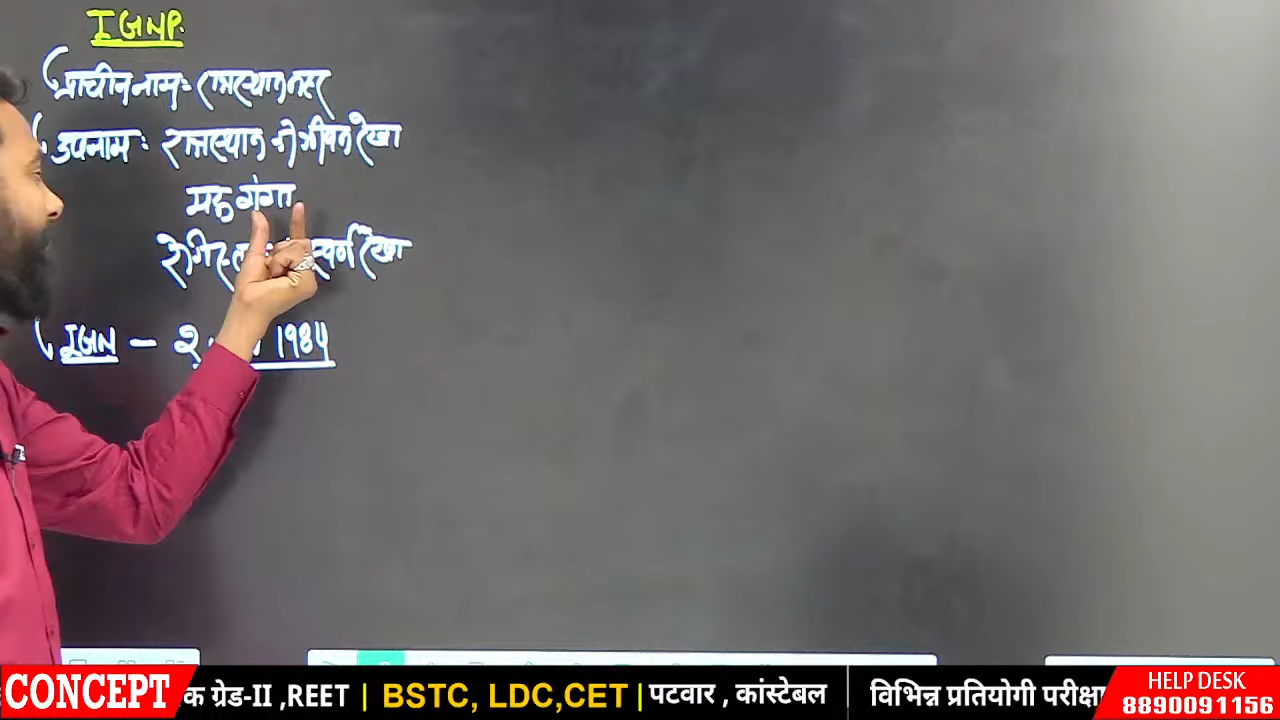 IGNP.
प्राचीन नाम: राजस्थान नहर
उपनाम: राजस्थान की जीवन रेखा
मरु गंगा
स्वर्ग रेखा
IGN - 2 1984
CONCEPT
क ग्रेड-II ,REET | BSTC, LDC,CET | पटवार , कांस्टेबल विभिन्न प्रतियोगी परीक्षा
HELP DESK
8890091156